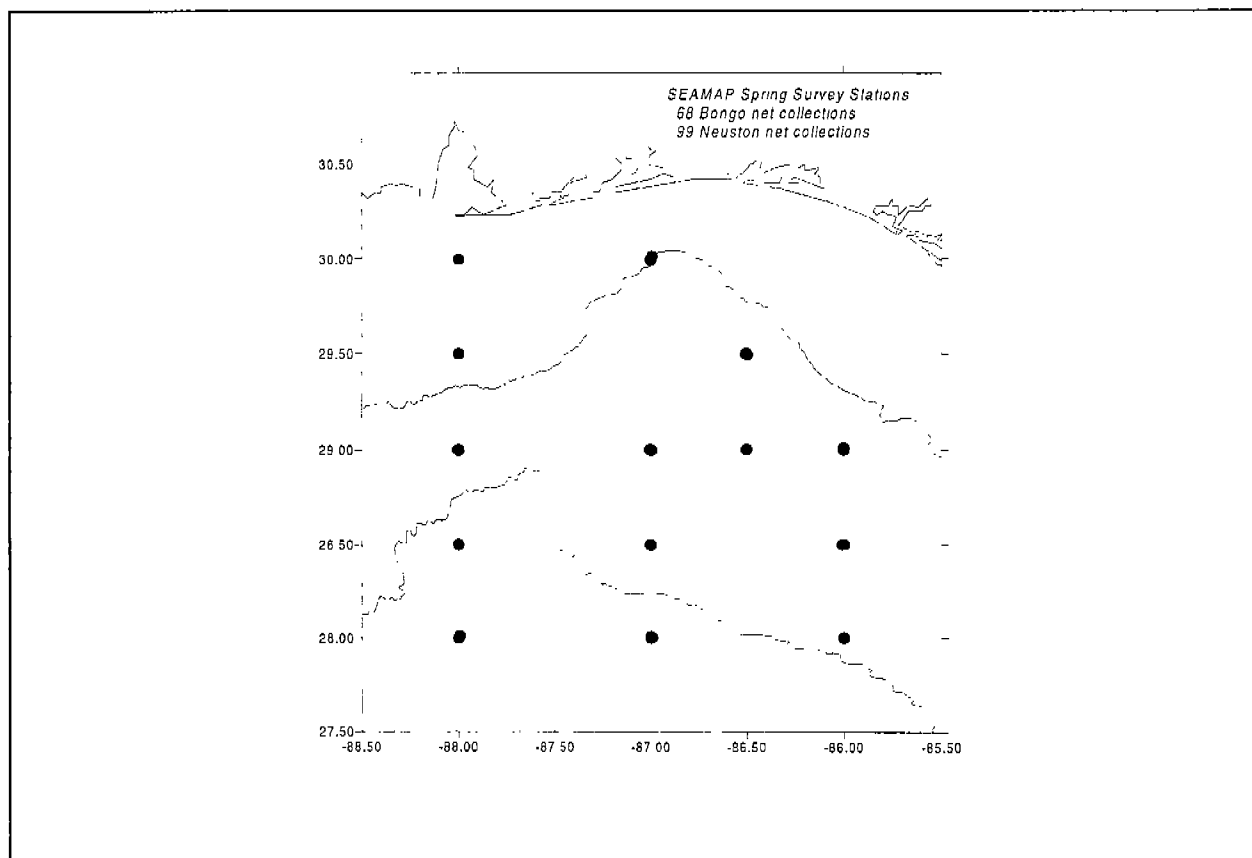 SEAMAP Spring Survey Stations
68 Bongo net collections
99 Neuston net collections
30.50
30.00
29.50
29 00
26 50
28.00
27.50
-88.50 -88.00 -87 50 -87 00 -86.50 -86.00 -85.50